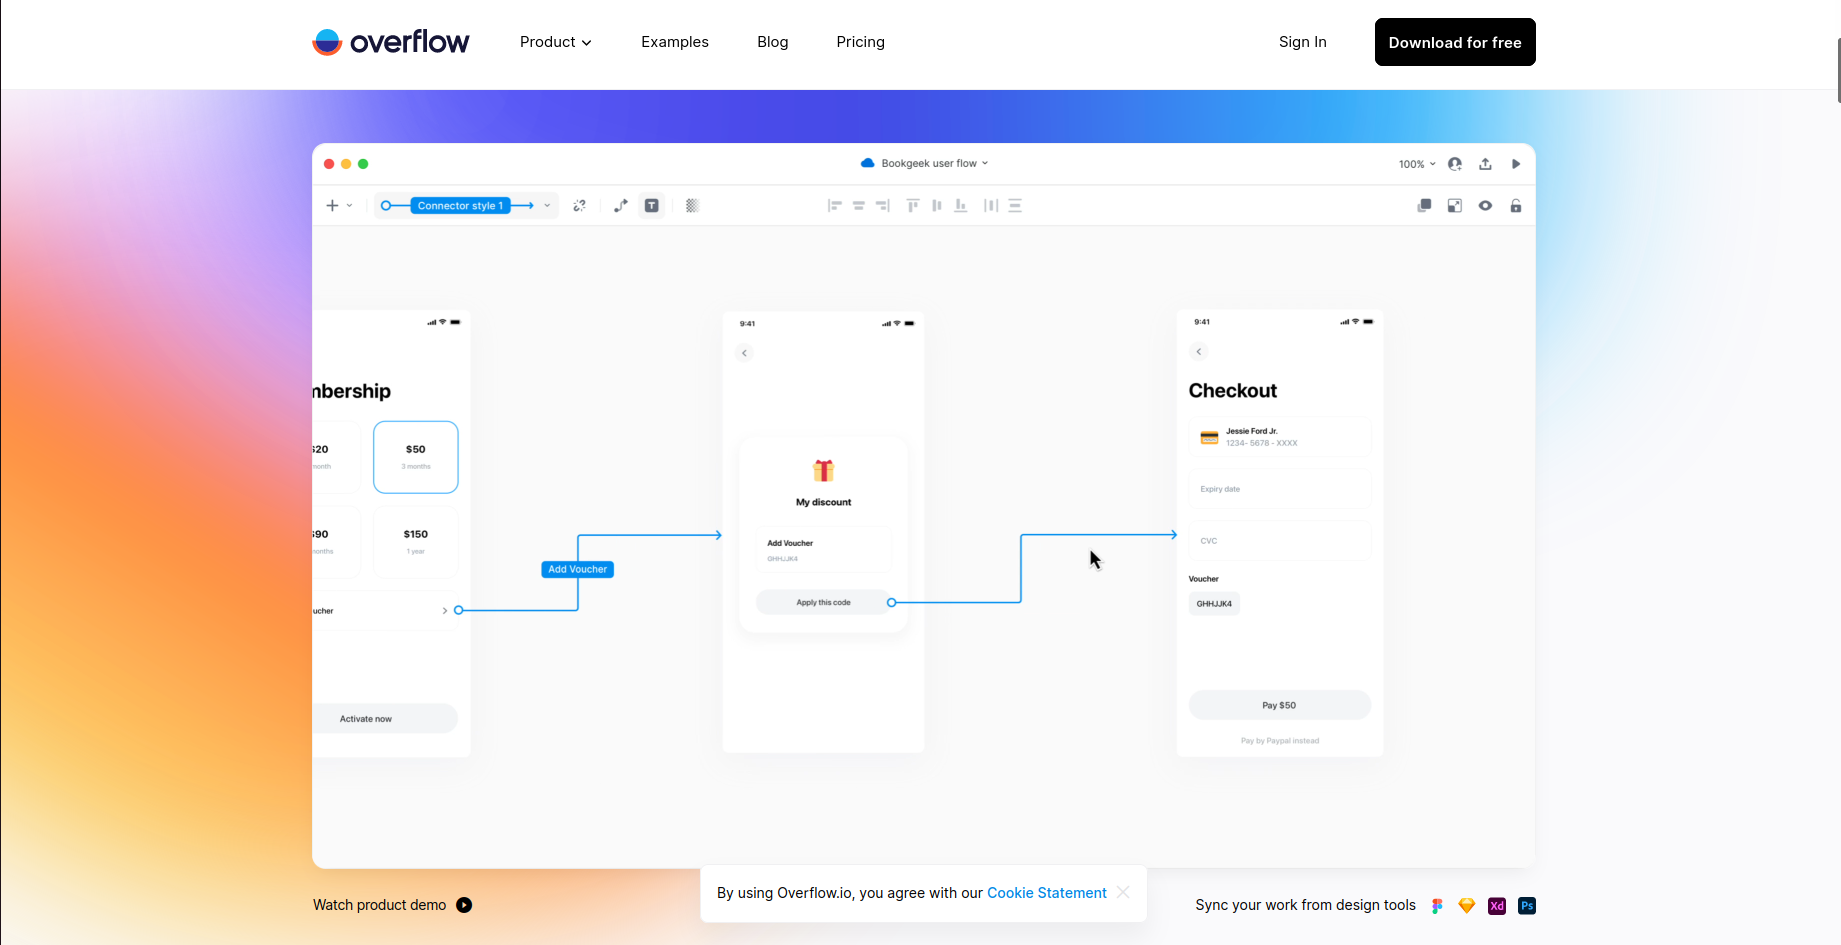 overflow
Product
Examples
Blog
Pricing
Sign In
Download for free
Bookgeek user flow
100%
Connector style 1
T
mbership
$20
month
$50
3 months
$90
months
$150
1 year
ucher
Activate now
Add Voucher
9:41
My discount
Add Voucher
GHHJJK4
Apply this code
9:41
Checkout
Jessie Ford Jr.
1234- 5678 - XXXX
Expiry date
CVC
Voucher
GHHJJK4
Pay $50
Pay by Paypal instead
By using Overflow.io, you agree with our Cookie Statement
Watch product demo
Sync your work from design tools
Xd
Ps